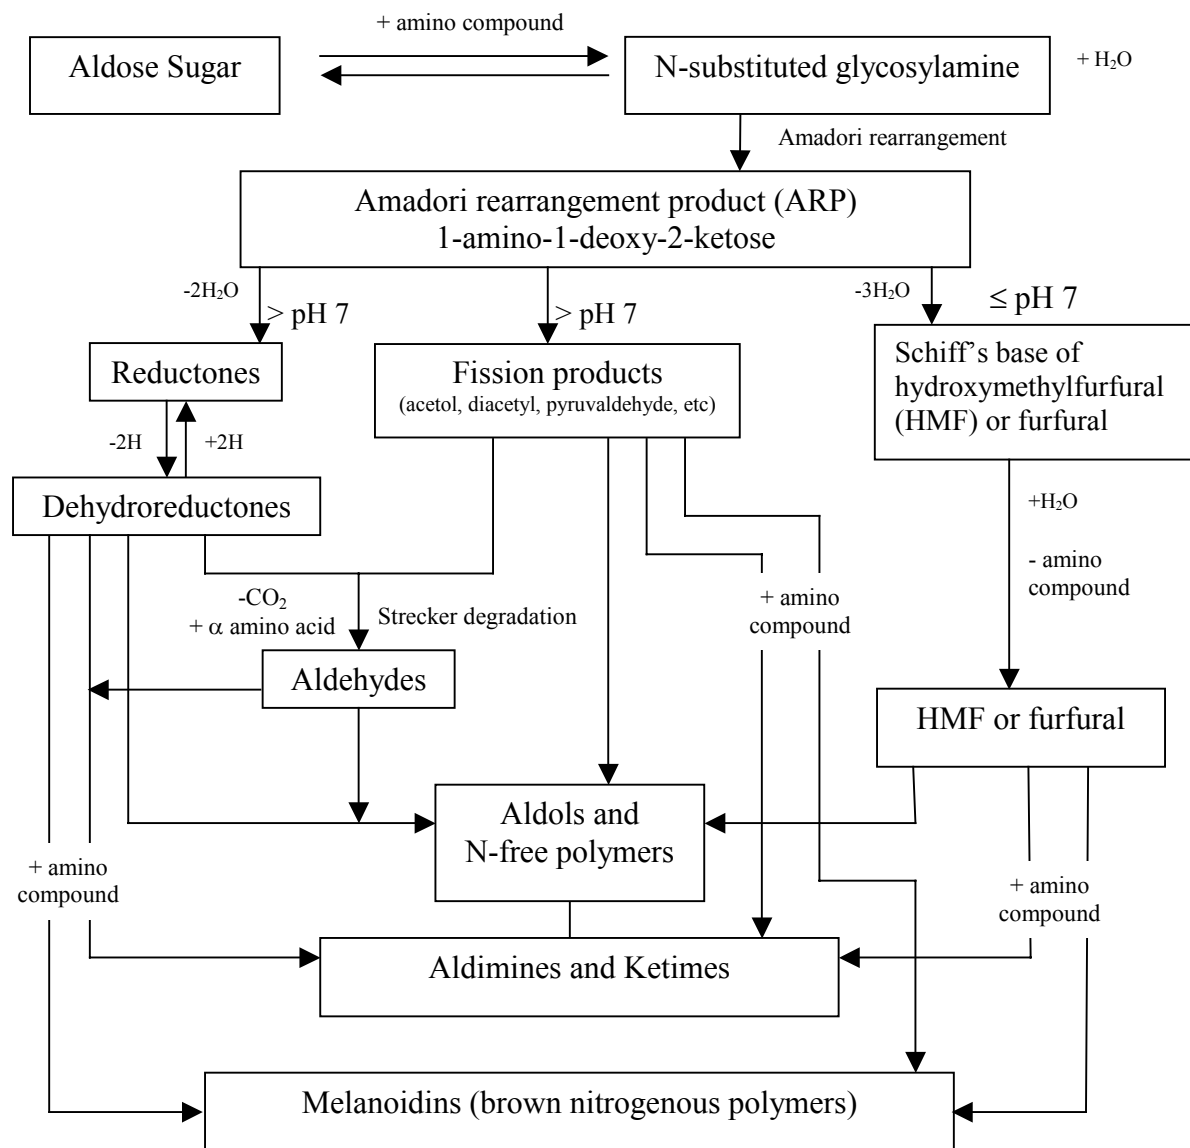 + amino compound
Aldose Sugar
N-substituted glycosylamine
+ H₂O
Amadori rearrangement
Amadori rearrangement product (ARP)
1-amino-1-deoxy-2-ketose
-2H₂O
> pH 7
> pH 7
-3H₂O
≤ pH 7
Reductones
Fission products
(acetol, diacetyl, pyruvaldehyde, etc)
Schiff’s base of
hydroxymethylfurfural
(HMF) or furfural
-2H
+2H
Dehydroreductones
+H₂O
- amino
compound
-CO₂
+ α amino acid
Strecker degradation
+ amino
compound
Aldehydes
HMF or furfural
Aldols and
N-free polymers
+ amino
compound
+ amino
compound
Aldimines and Ketimes
Melanoidins (brown nitrogenous polymers)